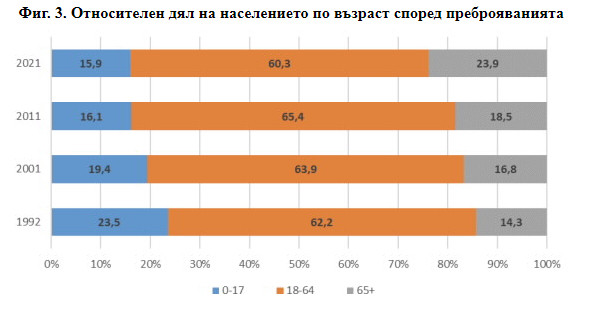 Фиг. 3. Относителен дял на населението по възраст според преброяванията
2021 15,9 60,3 23,9
2011 16,1 65,4 18,5
2001 19,4 63,9 16,8
1992 23,5 62,2 14,3
0% 10% 20% 30% 40% 50% 60% 70% 80% 90% 100%
0-17 18-64 65+